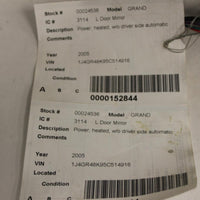 Stock # 00024536 Model GRAND
IC # 3114 L Door Mirror
Description Power, heated, w/o driver side automatic
Comments
Year 2005
VIN 1J4GR48K95C514916
Located
Condition
A B C
0000152844
Stock # 00024536 Model GRAND
IC # 3114 L Door Mirror
Description Power, heated, w/o driver side automatic
Comments
Year 2005
VIN 1J4GR48K95C514916
Located
Condition
A B C